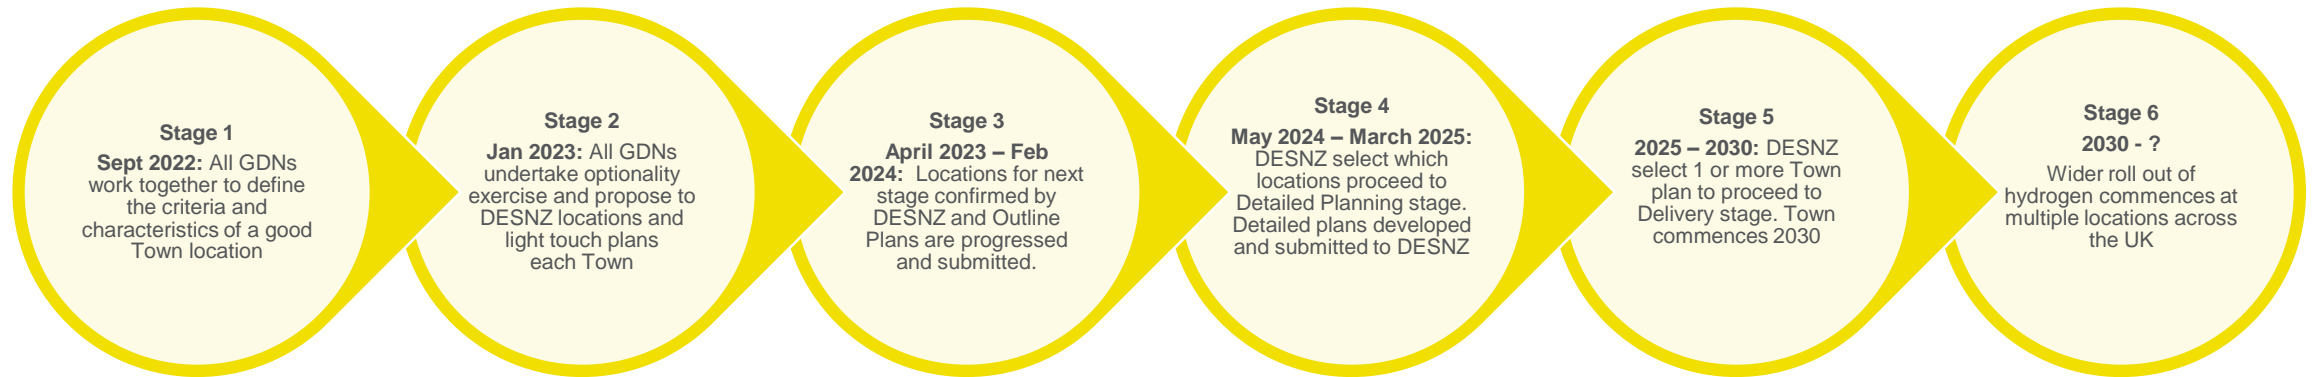 Stage 1
Sept 2022: All GDNs
work together to define
the criteria and
characteristics of a good
Town location
Stage 2
Jan 2023: All GDNs
undertake optionality
exercise and propose to
DESNZ locations and
light touch plans
each Town
Stage 3
April 2023 – Feb
2024:  Locations for next
stage confirmed by
DESNZ and Outline
Plans are progressed
and submitted.
Stage 4
May 2024 – March 2025:
DESNZ select which
locations proceed to
Detailed Planning stage.
Detailed plans developed
and submitted to DESNZ
Stage 5
2025 – 2030: DESNZ
select 1 or more Town
plan to proceed to
Delivery stage. Town
commences 2030
Stage 6
2030 - ?
Wider roll out of
hydrogen commences at
multiple locations across
the UK